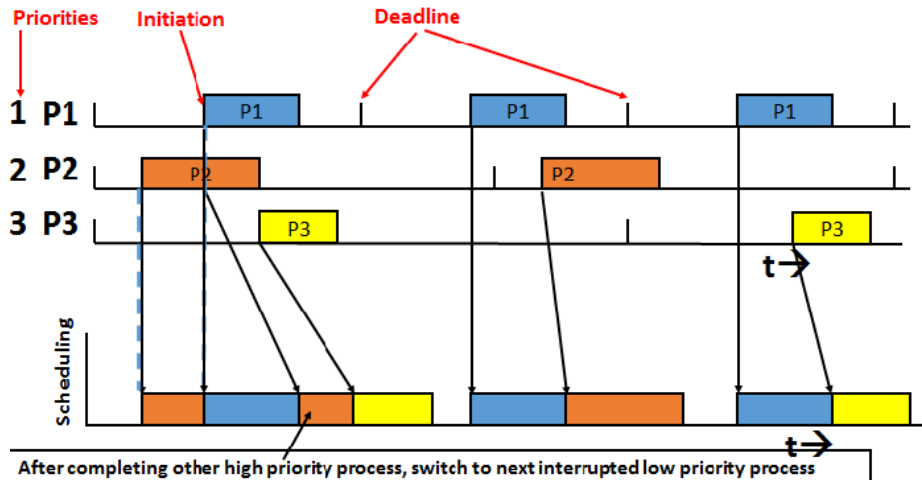 Priorities Initiation Deadline
1 P1 P1 P1 P1
2 P2 P2 P2
3 P3 P3 P3
t→
Scheduling
t→
After completing other high priority process, switch to next interrupted low priority process